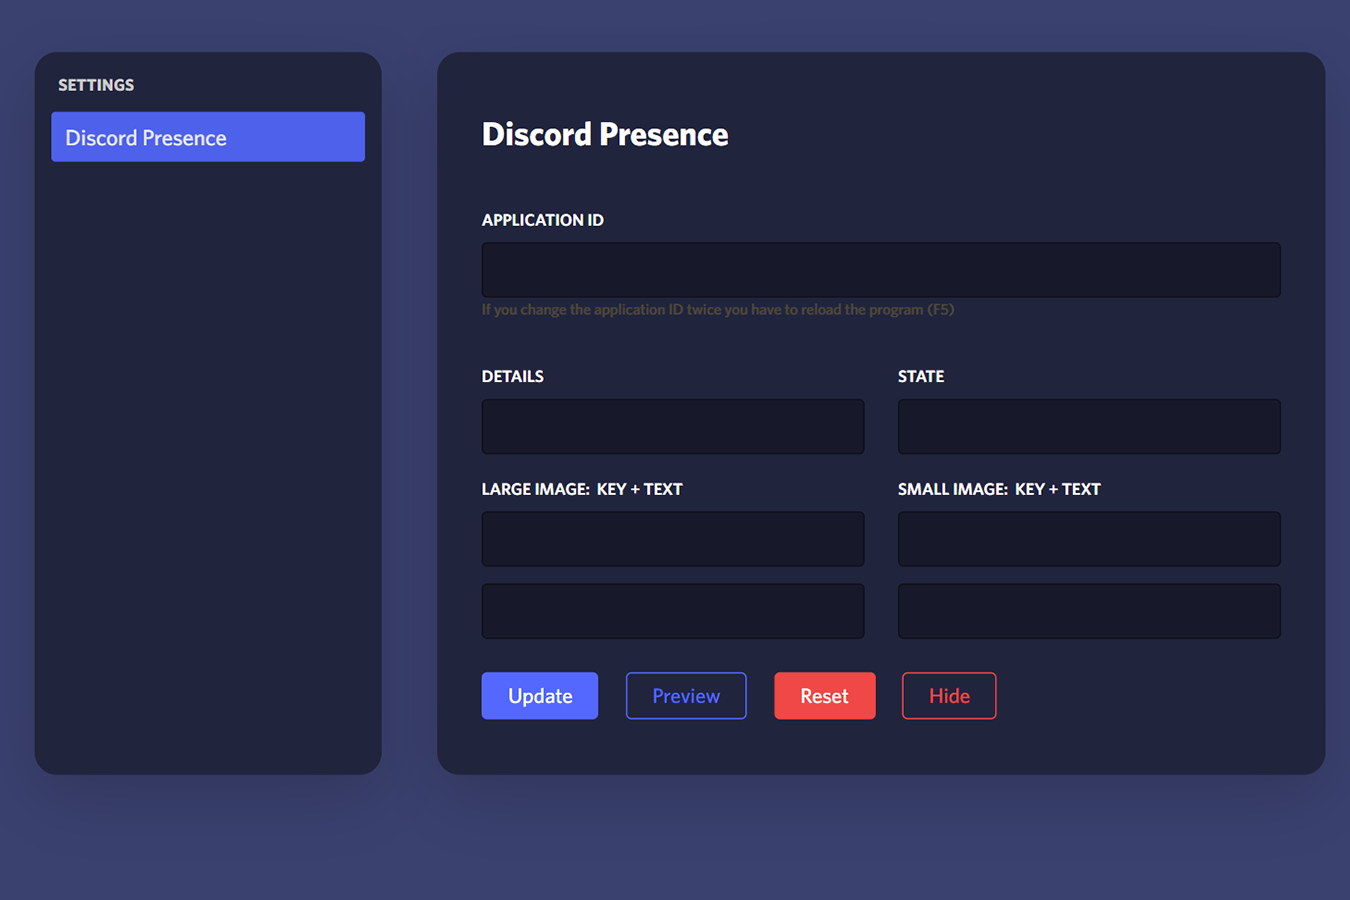 SETTINGS
Discord Presence
Discord Presence
APPLICATION ID
If you change the application ID twice you have to reload the program (F5)
DETAILS
STATE
LARGE IMAGE: KEY + TEXT
SMALL IMAGE: KEY + TEXT
Update
Preview
Reset
Hide